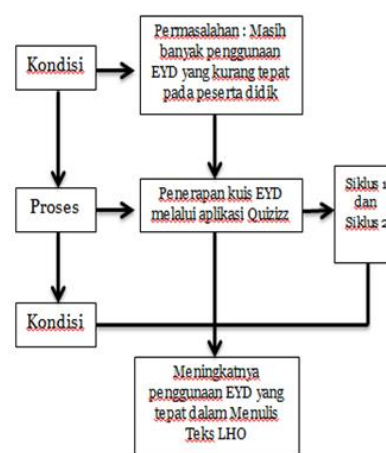 Kondisi
Permasalahan : Masih
banyak penggunaan
EYD yang kurang tepat
pada peserta didik
Proses
Penerapan kuis EYD
melalui aplikasi Quizizz
Siklus 1
dan
Siklus 2
Kondisi
Meningkatnya
penggunaan EYD yang
tepat dalam Menulis
Teks LHO